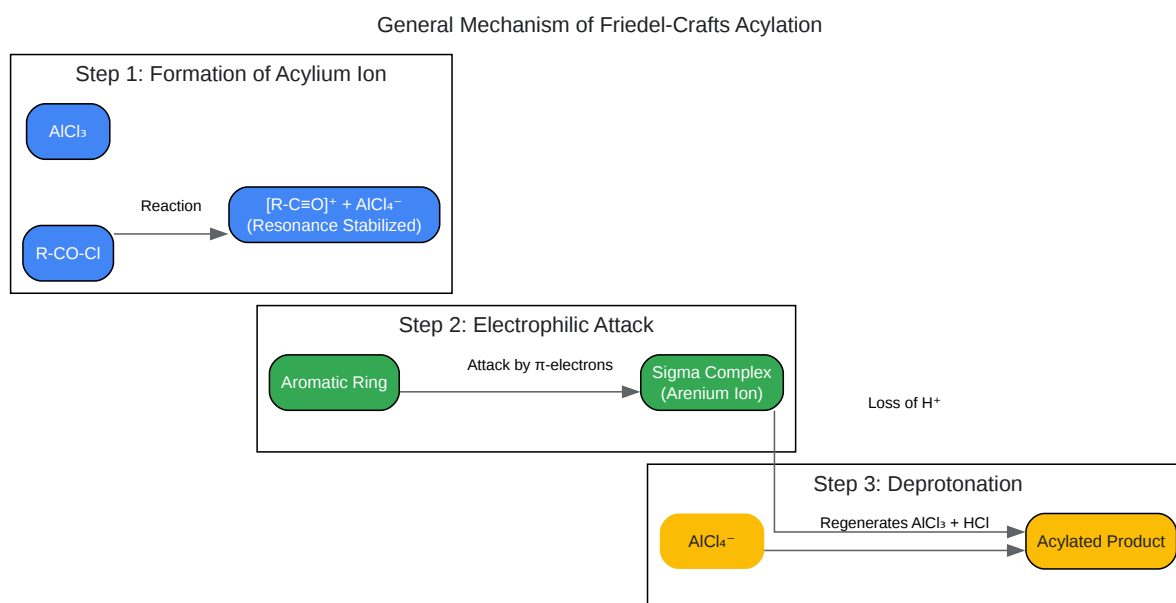 General Mechanism of Friedel-Crafts Acylation
Step 1: Formation of Acylium Ion
AlCl₃
Reaction
[R-C≡O]⁺ + AlCl₄⁻
(Resonance Stabilized)
R-CO-Cl
Step 2: Electrophilic Attack
Aromatic Ring
Attack by π-electrons
Sigma Complex
(Arenium Ion)
Loss of H⁺
Step 3: Deprotonation
AlCl₄⁻
Regenerates AlCl₃ + HCl
Acylated Product